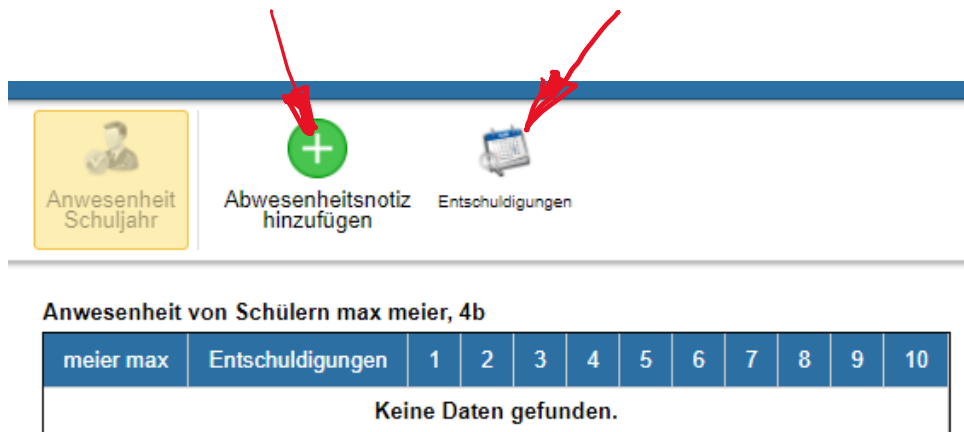 Anwesenheit
Schuljahr
Abwesenheitsnotiz
hinzufügen
Entschuldigungen
Anwesenheit von Schülern max meier, 4b
meier max Entschuldigungen 1 2 3 4 5 6 7 8 9 10
Keine Daten gefunden.